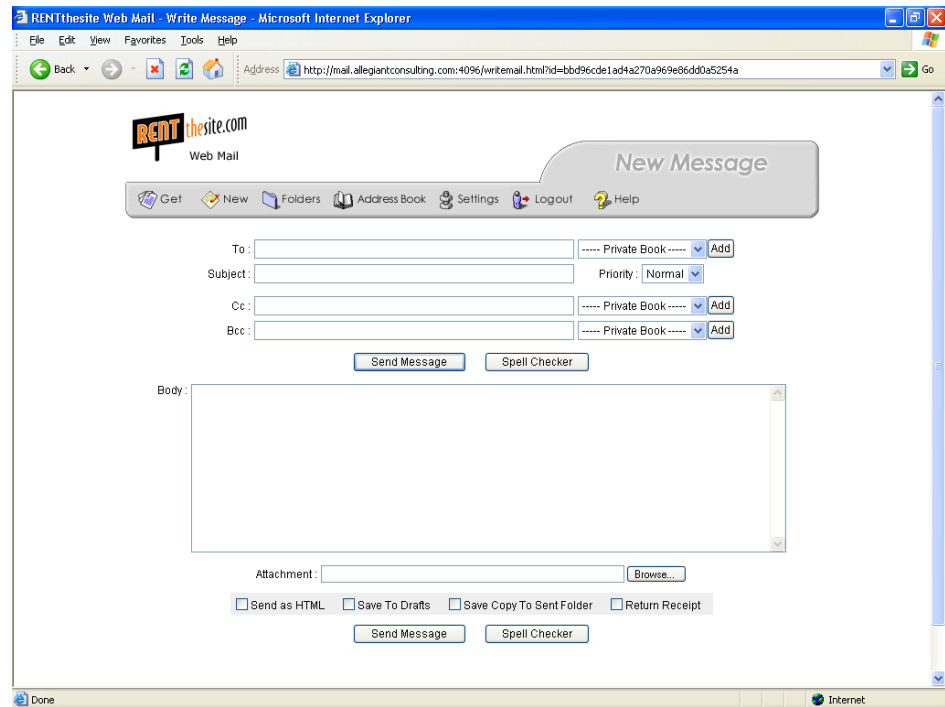 RENTthesite Web Mail - Write Message - Microsoft Internet Explorer
File Edit View Favorites Tools Help
Back Address http://mail.allegiantconsulting.com:4096/writemail.html?id=bbd96cde1ad4a270a969e86dd0a5254a Go
RENT thesite.com
Web Mail
New Message
Get New Folders Address Book Settings Logout Help
To : ----- Private Book ----- Add
Subject : Priority : Normal
Cc : ----- Private Book ----- Add
Bcc : ----- Private Book ----- Add
Send Message Spell Checker
Body :
Attachment : Browse...
Send as HTML Save To Drafts Save Copy To Sent Folder Return Receipt
Send Message Spell Checker
Done Internet